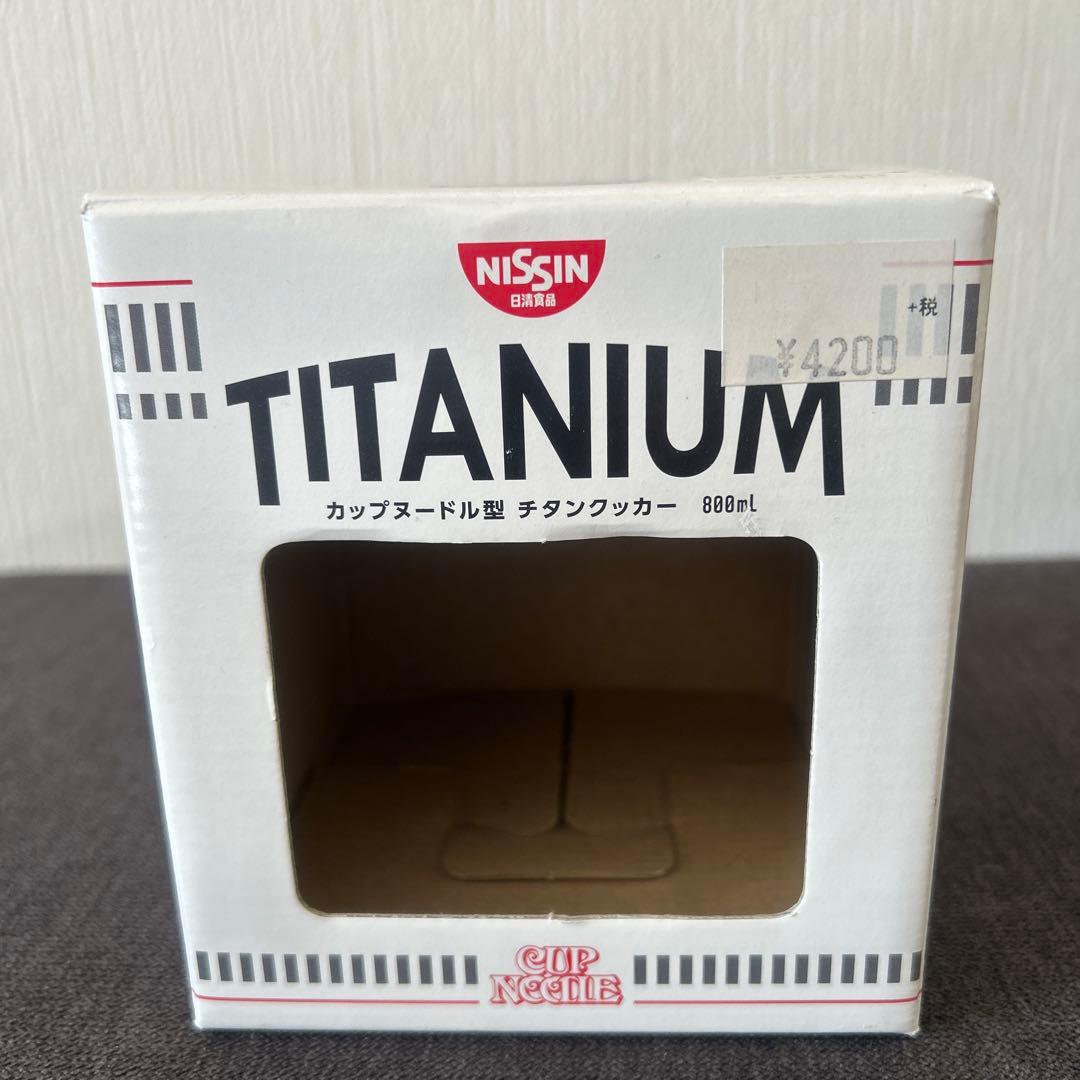 NISSIN
日清食品
+税
¥4200
TITANIUM
カップヌードル型 チタンクッカー 800mL
CUP
NOODLE